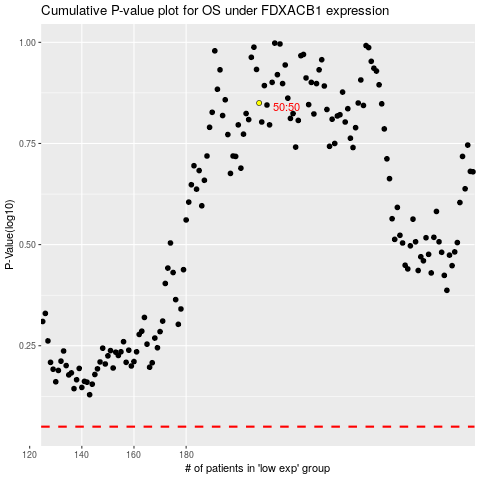 Cumulative P-value plot for OS under FDXACB1 expression
P-Value(log10)
1.00
0.75
0.50
0.25
50:50
120 140 160 180
# of patients in 'low exp' group